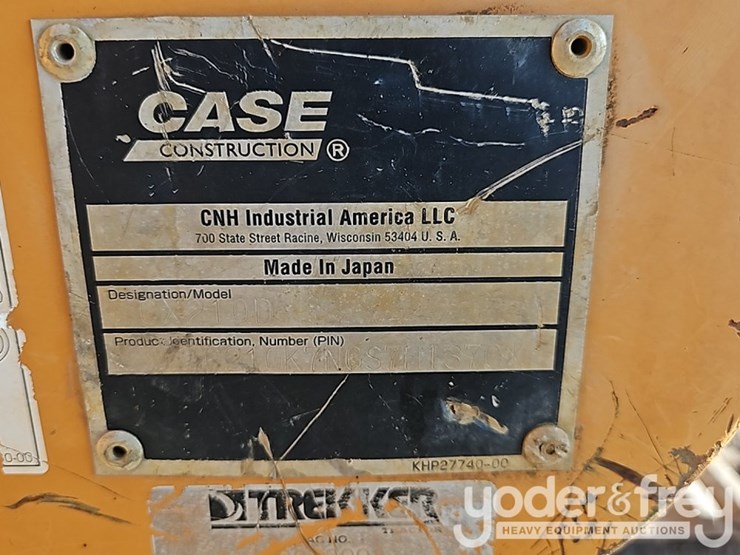 CASE
CONSTRUCTION ®
CNH Industrial America LLC
700 State Street Racine, Wisconsin 53404 U. S. A.
Made In Japan
Designation/Model
Product Identification, Number (PIN)
KHP27740-00
TREKKER
yoder&frey
HEAVY EQUIPMENT AUCTIONS